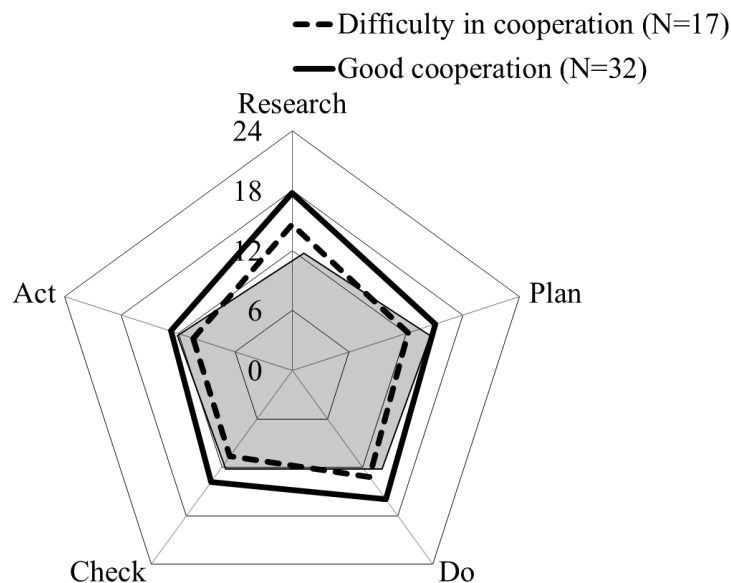 Difficulty in cooperation (N=17)
Good cooperation (N=32)
Research
24
18
12
6
0
Act
Plan
Check
Do